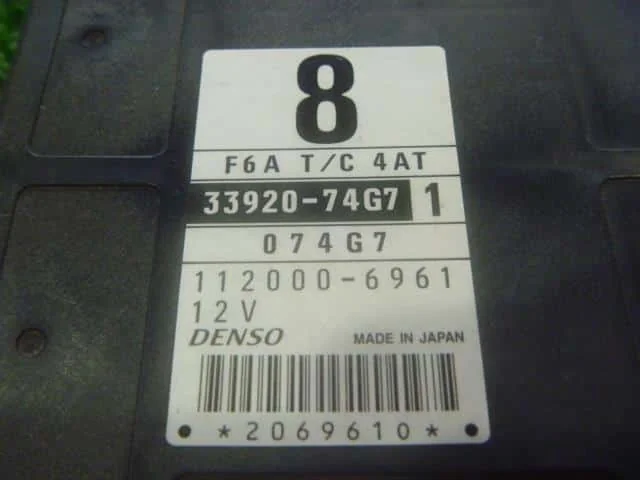 8
F6A T/C 4AT
33920-74G7 1
074G7
112000-6961
12V
DENSO MADE IN JAPAN
*2069610*